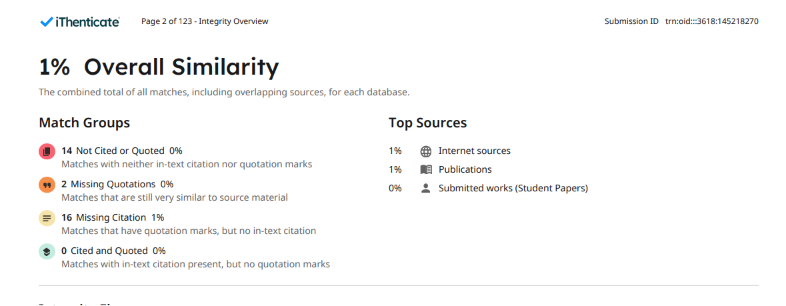 iThenticate Page 2 of 123 - Integrity Overview Submission ID trn:oid:::3618:145218270
1% Overall Similarity
The combined total of all matches, including overlapping sources, for each database.
Match Groups
14 Not Cited or Quoted 0%
Matches with neither in-text citation nor quotation marks
2 Missing Quotations 0%
Matches that are still very similar to source material
16 Missing Citation 1%
Matches that have quotation marks, but no in-text citation
0 Cited and Quoted 0%
Matches with in-text citation present, but no quotation marks
Top Sources
1% Internet sources
1% Publications
0% Submitted works (Student Papers)